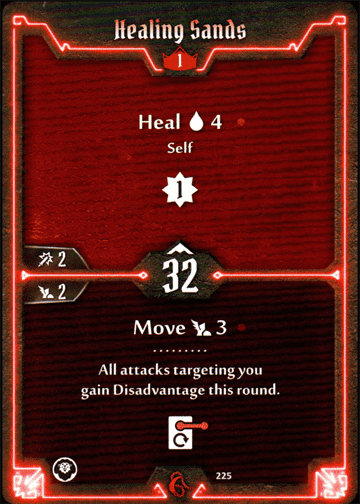 Healing Sands
1
Heal 4
Self
1
2
32
2
Move 3
All attacks targeting you
gain Disadvantage this round.
225